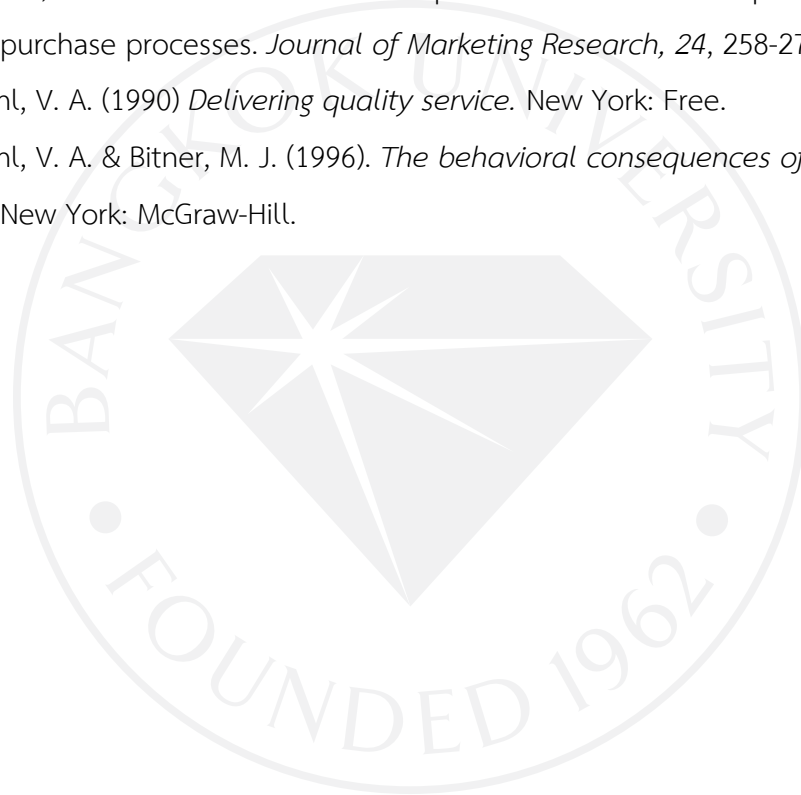 purchase processes. Journal of Marketing Research, 24, 258-27
hl, V. A. (1990) Delivering quality service. New York: Free.
hl, V. A. & Bitner, M. J. (1996). The behavioral consequences of
New York: McGraw-Hill.
BANGKOK UNIVERSITY
FOUNDED 1962